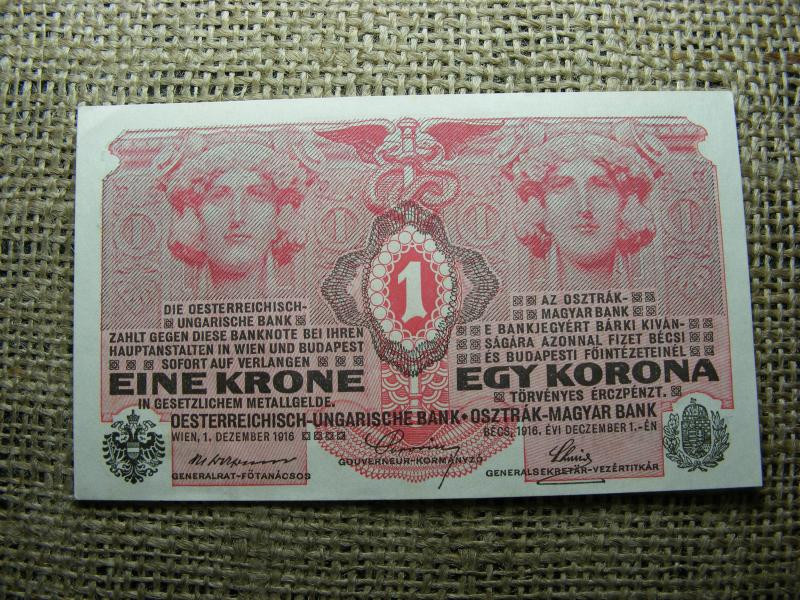 1
1
1
DIE OESTERREICHISCH-
UNGARISCHE BANK
ZAHLT GEGEN DIESE BANKNOTE BEI IHREN
HAUPTANSTALTEN IN WIEN UND BUDAPEST
SOFORT AUF VERLANGEN
EINE KRONE
IN GESETZLICHEM METALLGELDE.
1
AZ OSZTRÁK-
MAGYAR BANK
E BANKJEGYÉRT BÁRKI KIVÁN-
SÁGÁRA AZONNAL FIZET BÉCSI
ÉS BUDAPESTI FŐINTÉZETEINÉL
EGY KORONA
TÖRVÉNYES ÉRCZPÉNZT.
OESTERREICHISCH-UNGARISCHE BANK • OSZTRÁK-MAGYAR BANK
WIEN, 1. DEZEMBER 1916
BÉCS, 1916. ÉVI DECZEMBER 1.-ÉN
GENERALRAT-FŐTANÁCSOS
GOUVERNEUR-KORMÁNYZÓ
GENERALSEKRETÄR-VEZÉRTITKÁR